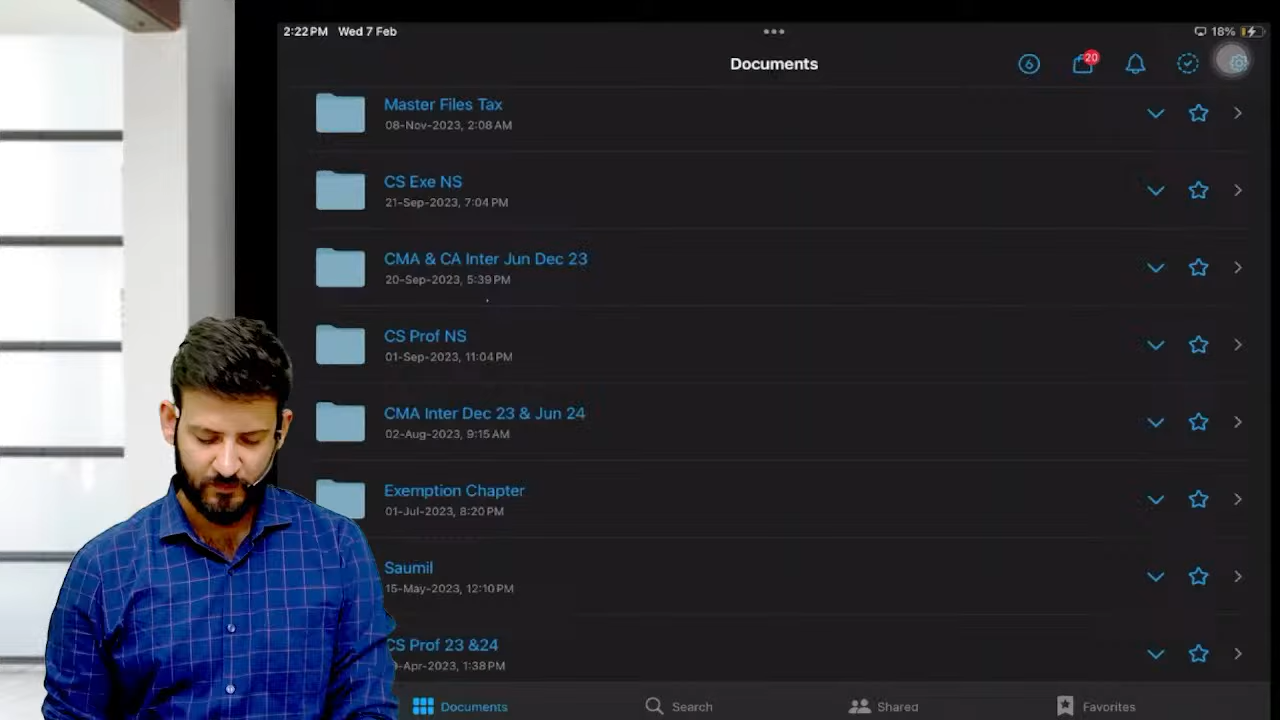 2:22 PM Wed 7 Feb
18%
Documents
6
20
Master Files Tax
08-Nov-2023, 2:08 AM
CS Exe NS
21-Sep-2023, 7:04 PM
CMA & CA Inter Jun Dec 23
20-Sep-2023, 5:39 PM
CS Prof NS
01-Sep-2023, 11:04 PM
CMA Inter Dec 23 & Jun 24
02-Aug-2023, 9:15 AM
Exemption Chapter
01-Jul-2023, 8:20 PM
Saumil
15-May-2023, 12:10 PM
CS Prof 23 &24
-Apr-2023, 1:38 PM
Documents
Search
Shared
Favorites